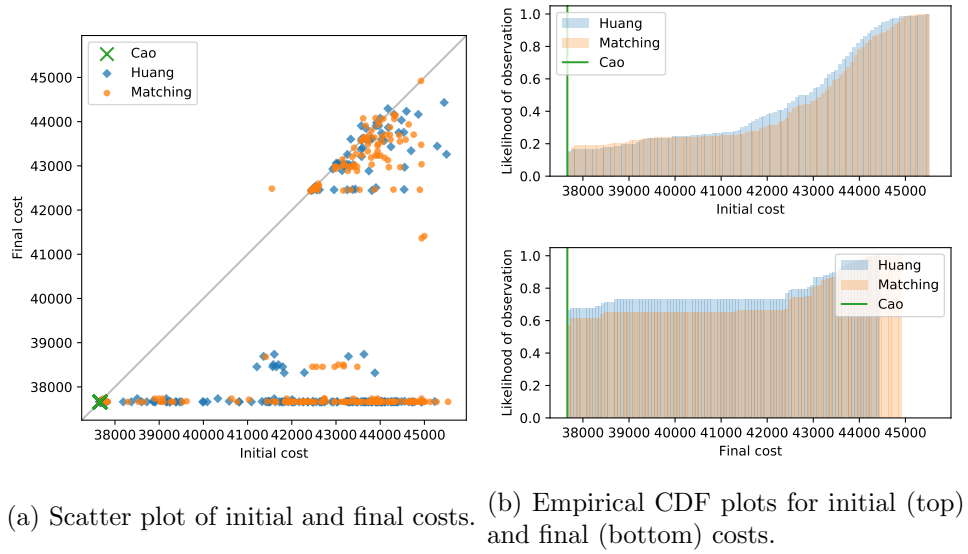 Cao
Huang
Matching
45000
44000
43000
42000
41000
40000
39000
38000
Final cost
38000 39000 40000 41000 42000 43000 44000 45000
Initial cost
(a) Scatter plot of initial and final costs.
Huang
Matching
Cao
1.0
0.8
0.6
0.4
0.2
0.0
Likelihood of observation
38000 39000 40000 41000 42000 43000 44000 45000
Initial cost
Huang
Matching
Cao
1.0
0.8
0.6
0.4
0.2
0.0
Likelihood of observation
38000 39000 40000 41000 42000 43000 44000 45000
Final cost
(b) Empirical CDF plots for initial (top)
and final (bottom) costs.